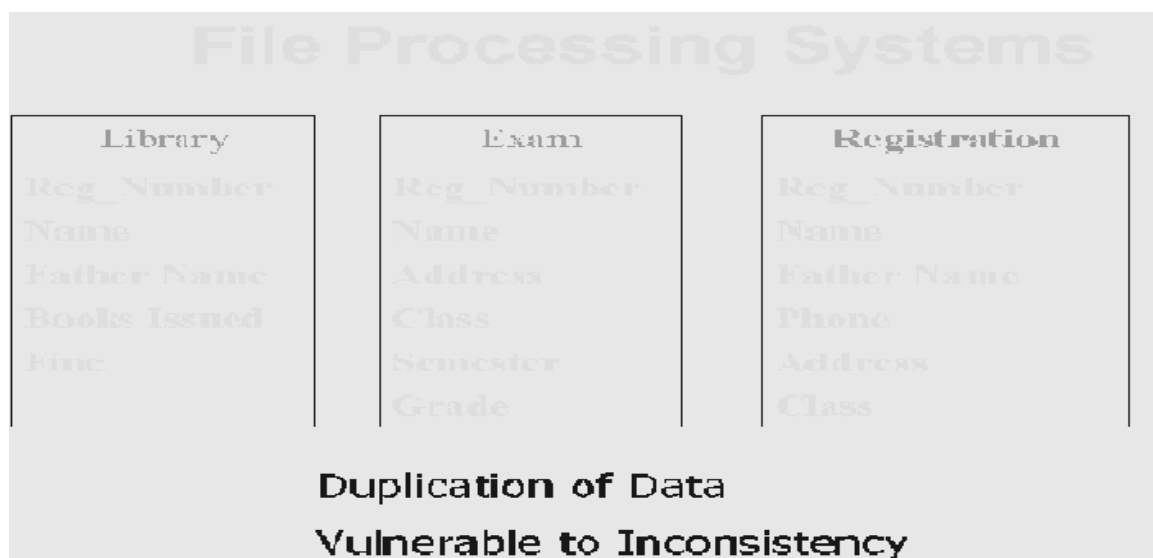 File Processing Systems
Library
Reg_Number
Name
Father Name
Books Issued
Fine
Exam
Reg_Number
Name
Address
Class
Semester
Grade
Registration
Reg_Number
Name
Father Name
Phone
Address
Class
Duplication of Data
Vulnerable to Inconsistency